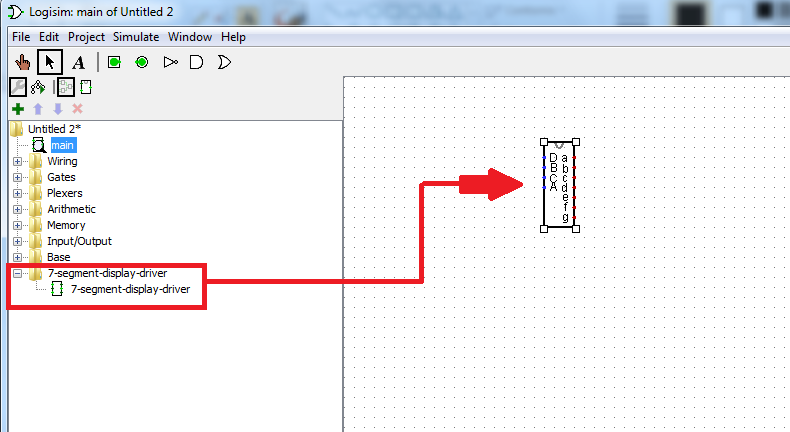 Logisim: main of Untitled 2
File Edit Project Simulate Window Help
A
Untitled 2*
main
Wiring
Gates
Plexers
Arithmetic
Memory
Input/Output
Base
7-segment-display-driver
7-segment-display-driver
D a
B b
C c
A d
e
f
g